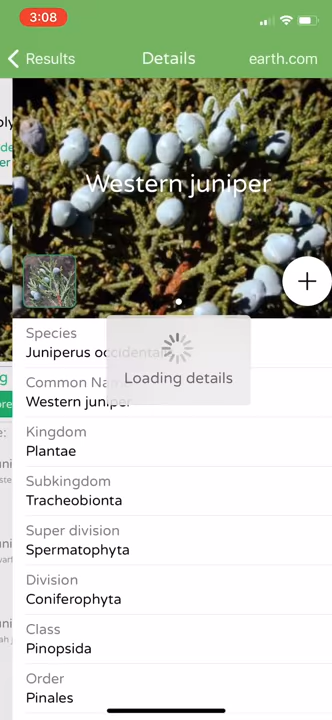 3:08
Results
Details
earth.com
Western juniper
Species
Juniperus occidentalis
Loading details
Common Name
Western juniper
Kingdom
Plantae
Subkingdom
Tracheobionta
Super division
Spermatophyta
Division
Coniferophyta
Class
Pinopsida
Order
Pinales